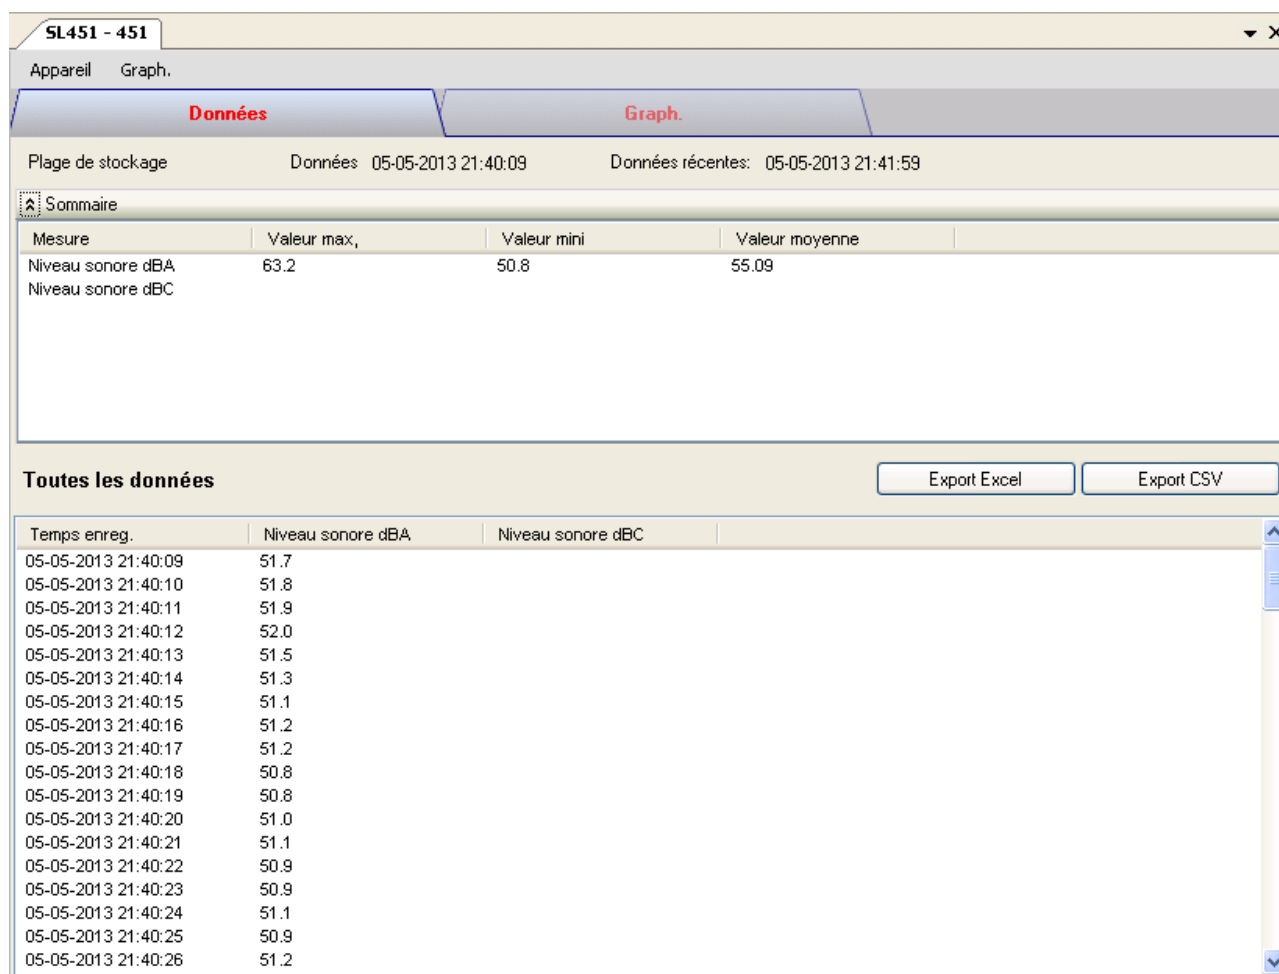 SL451 - 451
Appareil Graph.
Données Graph.
Plage de stockage Données 05-05-2013 21:40:09 Données récentes: 05-05-2013 21:41:59
Sommaire
Mesure Valeur max, Valeur mini Valeur moyenne
Niveau sonore dBA 63.2 50.8 55.09
Niveau sonore dBC
Toutes les données Export Excel Export CSV
Temps enreg. Niveau sonore dBA Niveau sonore dBC
05-05-2013 21:40:09 51.7
05-05-2013 21:40:10 51.8
05-05-2013 21:40:11 51.9
05-05-2013 21:40:12 52.0
05-05-2013 21:40:13 51.5
05-05-2013 21:40:14 51.3
05-05-2013 21:40:15 51.1
05-05-2013 21:40:16 51.2
05-05-2013 21:40:17 51.2
05-05-2013 21:40:18 50.8
05-05-2013 21:40:19 50.8
05-05-2013 21:40:20 51.0
05-05-2013 21:40:21 51.1
05-05-2013 21:40:22 50.9
05-05-2013 21:40:23 50.9
05-05-2013 21:40:24 51.1
05-05-2013 21:40:25 50.9
05-05-2013 21:40:26 51.2